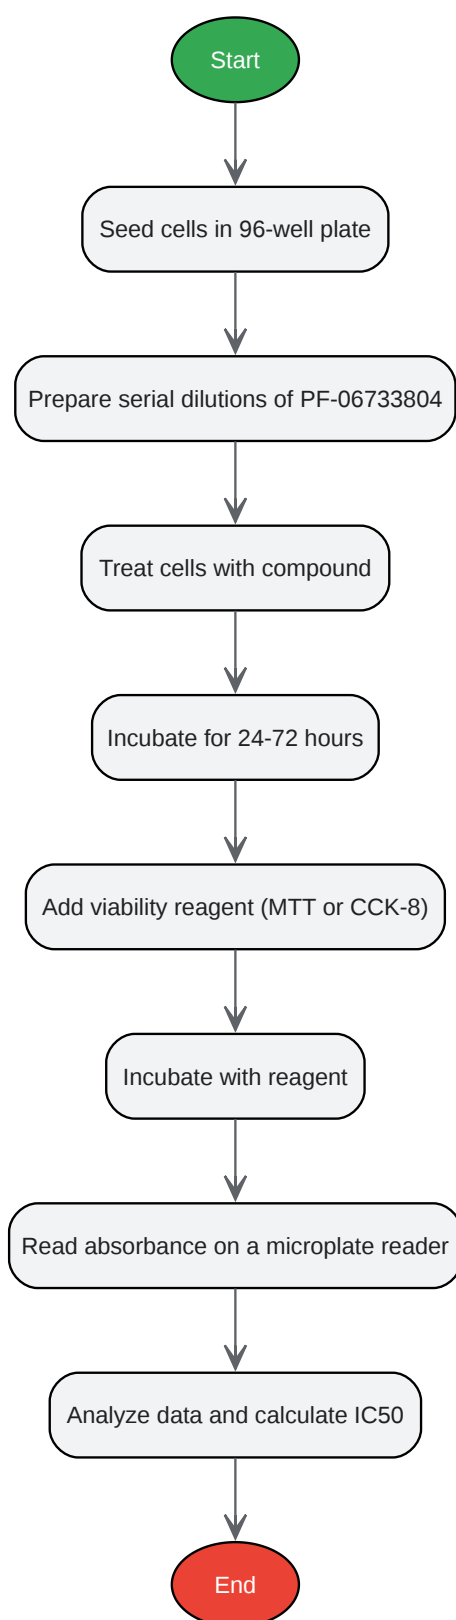 Start
Seed cells in 96-well plate
Prepare serial dilutions of PF-06733804
Treat cells with compound
Incubate for 24-72 hours
Add viability reagent (MTT or CCK-8)
Incubate with reagent
Read absorbance on a microplate reader
Analyze data and calculate IC50
End